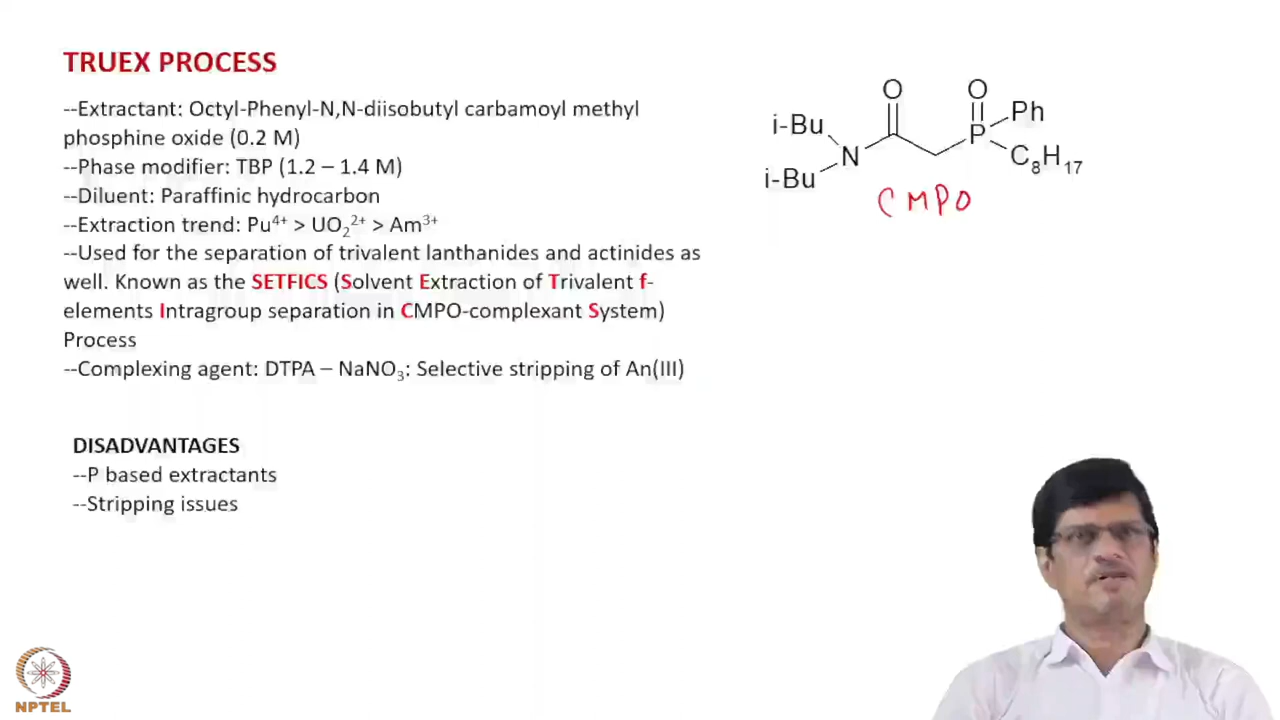 TRUEX PROCESS
--Extractant: Octyl-Phenyl-N,N-diisobutyl carbamoyl methyl
phosphine oxide (0.2 M)
--Phase modifier: TBP (1.2 – 1.4 M)
--Diluent: Paraffinic hydrocarbon
--Extraction trend: Pu⁴⁺ > UO₂²⁺ > Am³⁺
--Used for the separation of trivalent lanthanides and actinides as
well. Known as the SETFICS (Solvent Extraction of Trivalent f-
elements Intragroup separation in CMPO-complexant System)
Process
--Complexing agent: DTPA – NaNO₃: Selective stripping of An(III)
DISADVANTAGES
--P based extractants
--Stripping issues
O O
i-Bu P Ph
N C₈H₁₇
i-Bu
CMPO
NPTEL